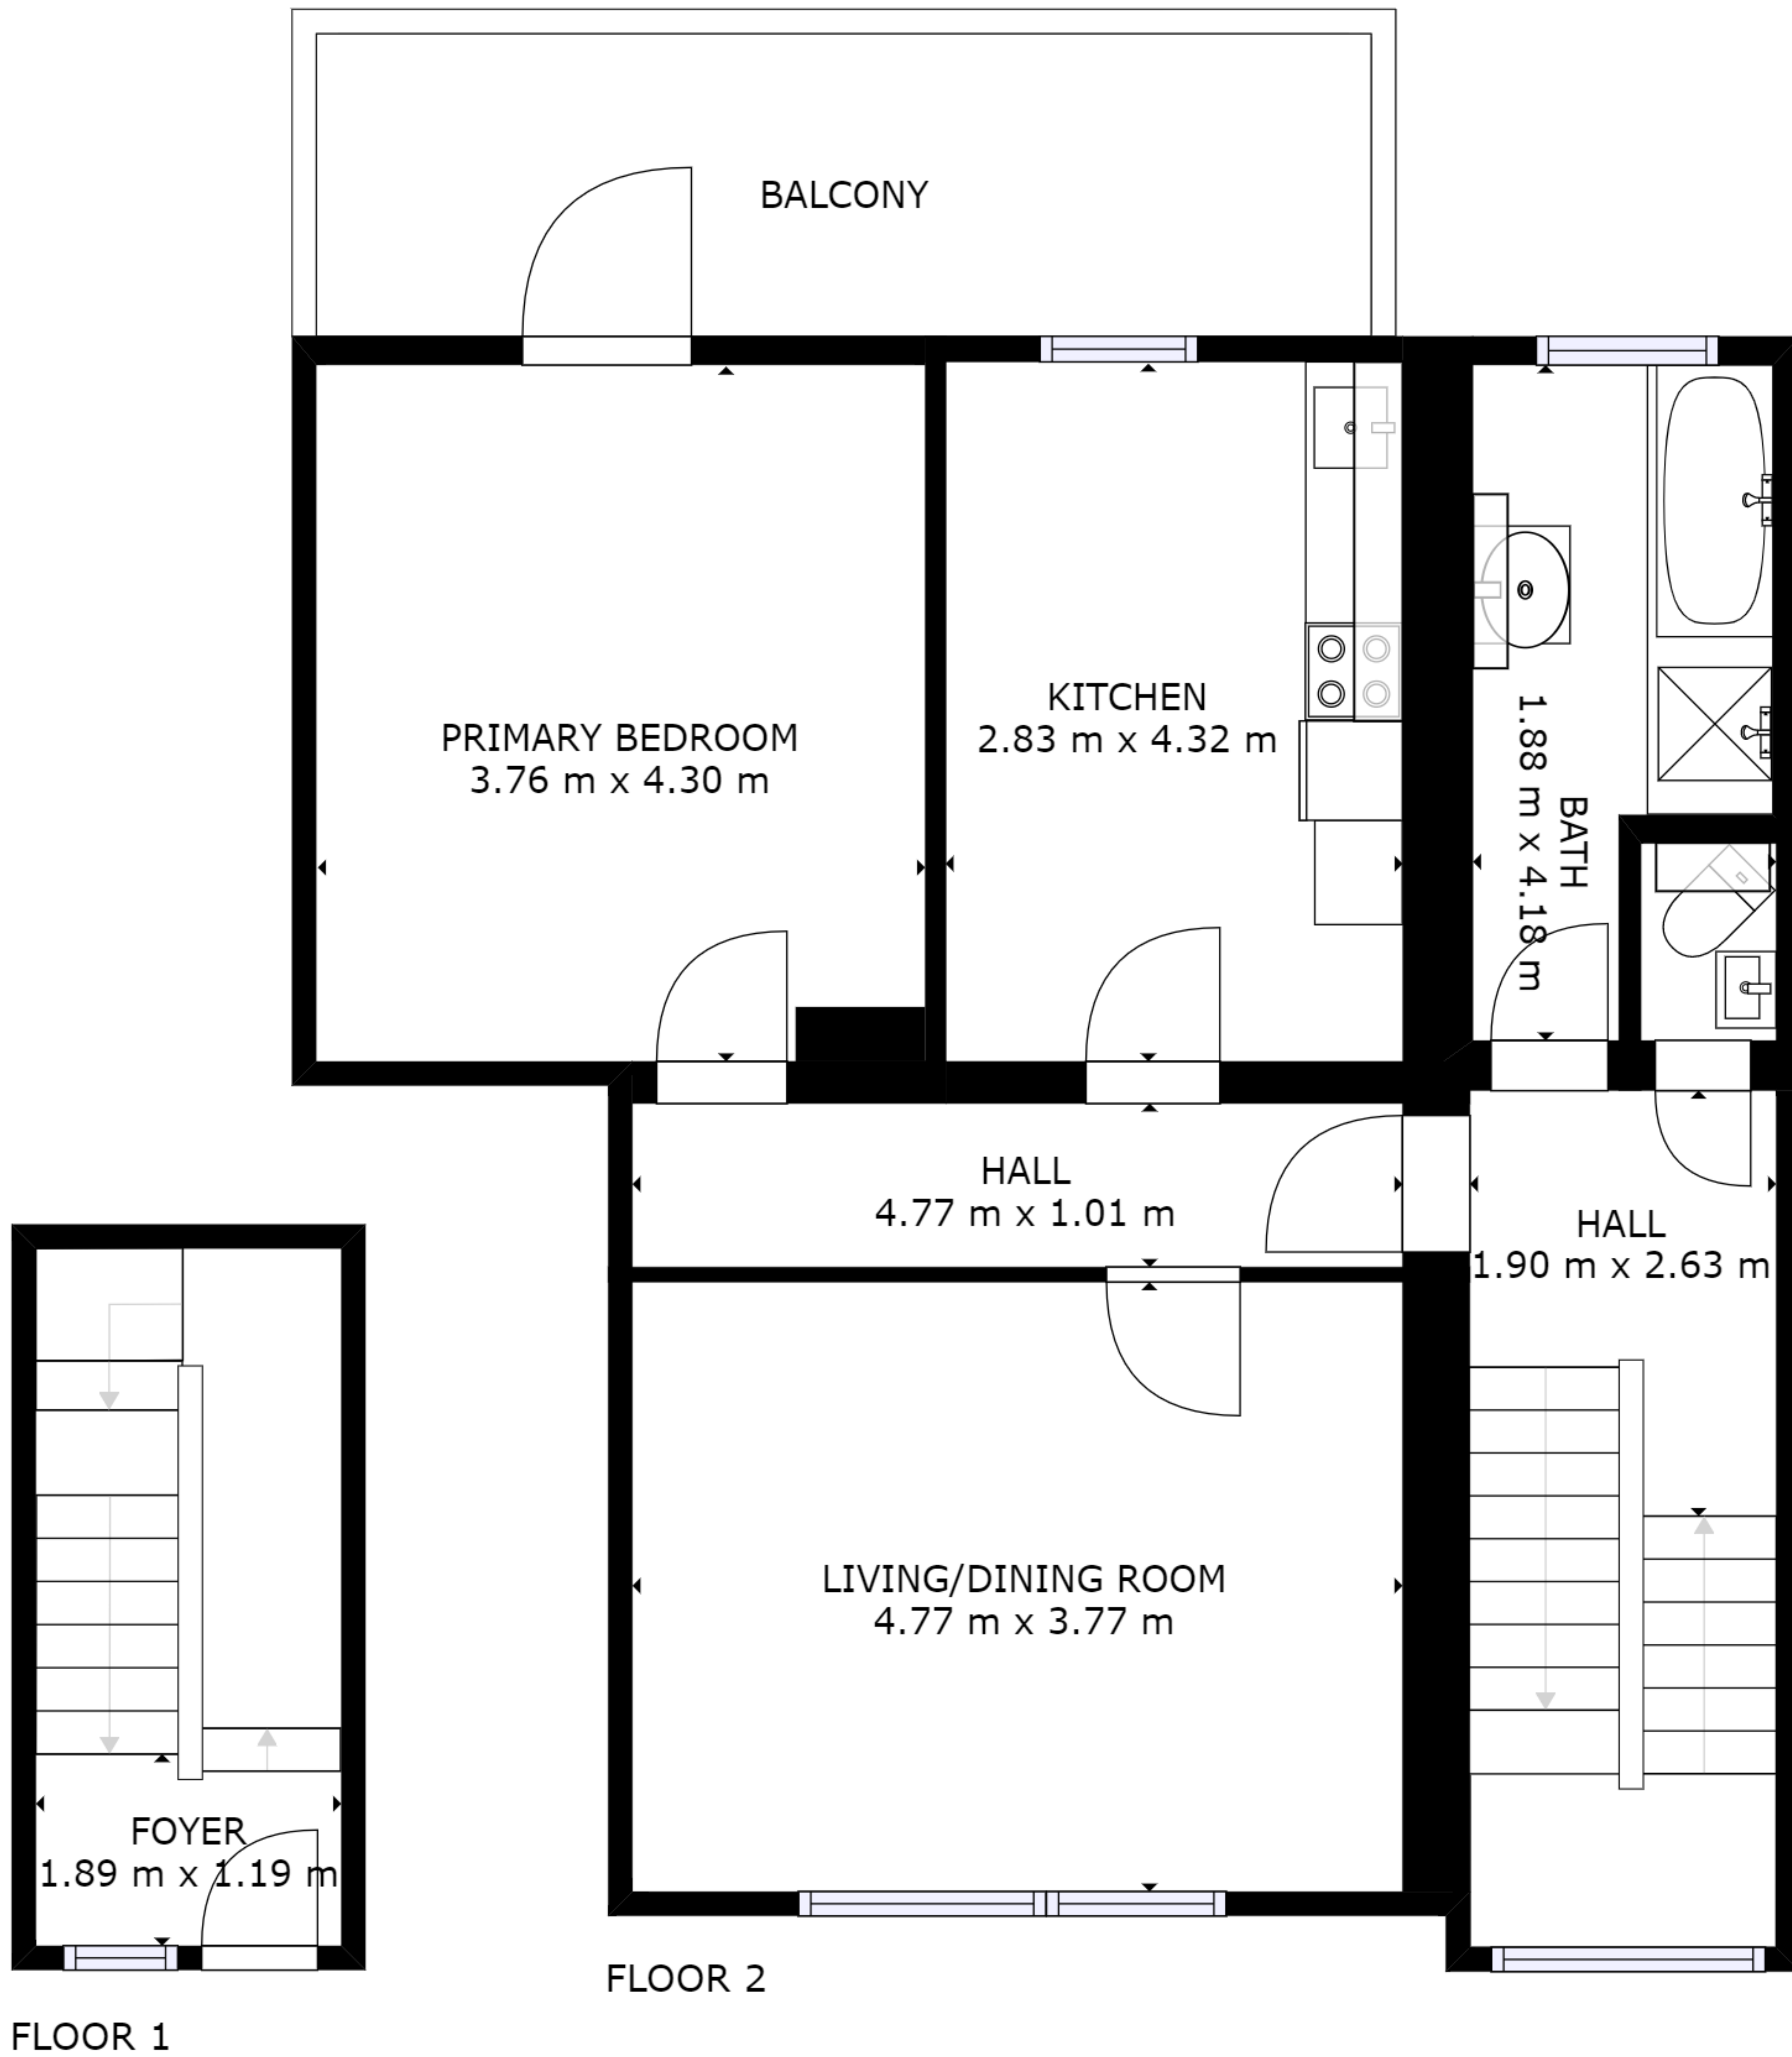 BALCONY
PRIMARY BEDROOM
3.76 m x 4.30 m
KITCHEN
2.83 m x 4.32 m
BATH
1.88 m x 4.18 m
HALL
4.77 m x 1.01 m
HALL
1.90 m x 2.63 m
LIVING/DINING ROOM
4.77 m x 3.77 m
FOYER
1.89 m x 1.19 m
FLOOR 2
FLOOR 1